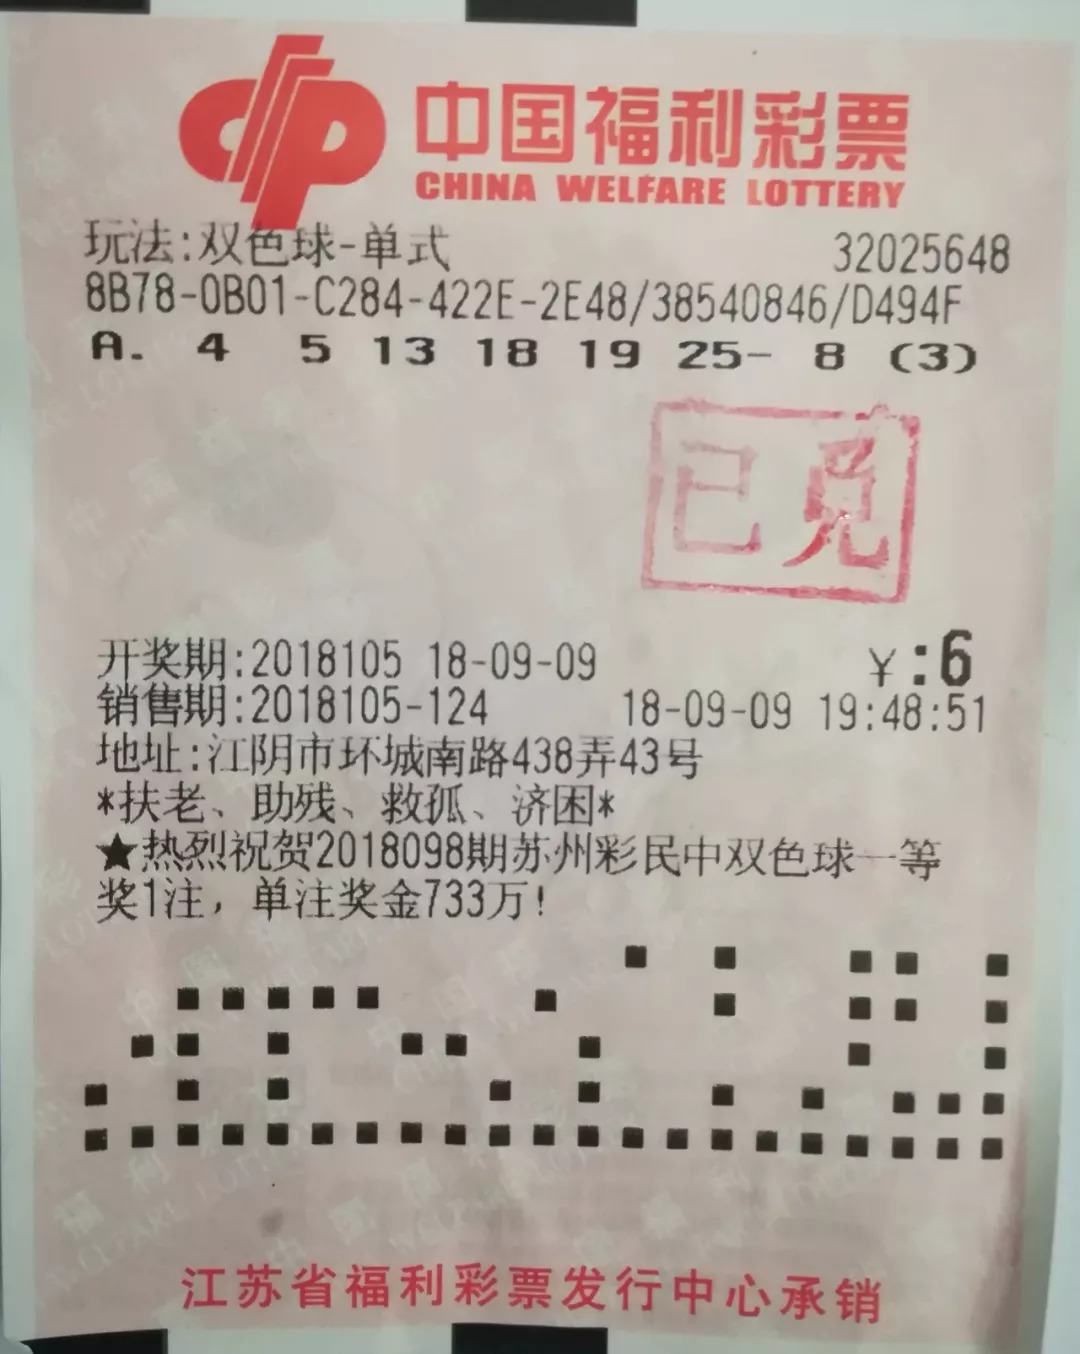 中国福利彩票
CHINA WELFARE LOTTERY
玩法:双色球-单式 32025648
8B78-0B01-C284-422E-2E48/38540846/D494F
A. 4 5 13 18 19 25- 8 (3)
已兑
开奖期:2018105 18-09-09 ¥:6
销售期:2018105-124 18-09-09 19:48:51
地址:江阴市环城南路438弄43号
*扶老、助残、救孤、济困*
★热烈祝贺2018098期苏州彩民中双色球一等
奖1注，单注奖金733万!
江苏省福利彩票发行中心承销